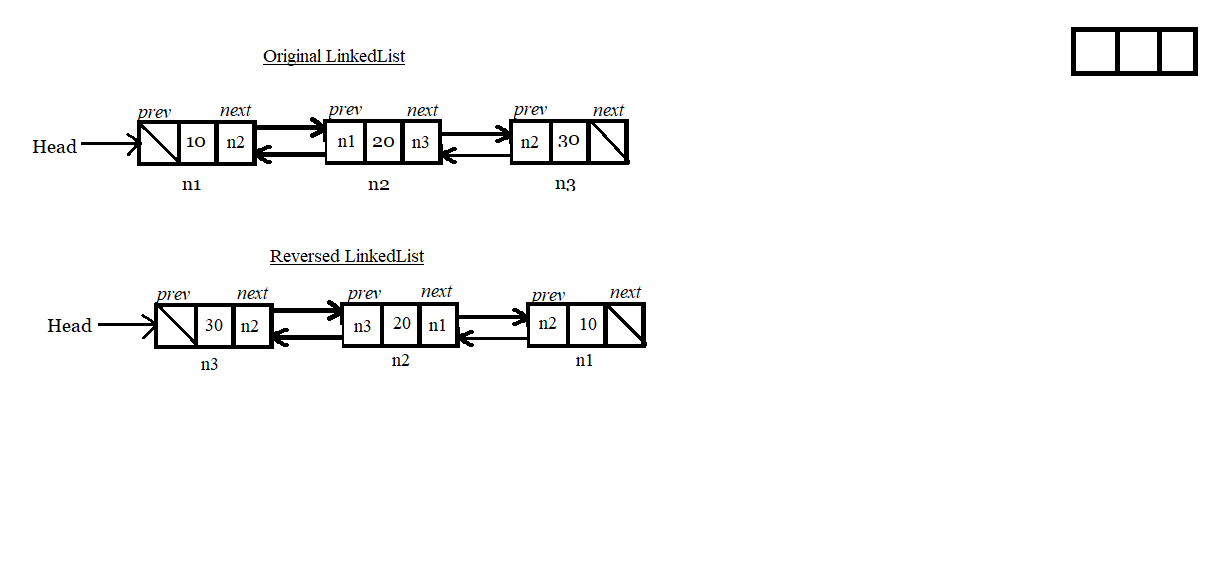 Original LinkedList
prev next prev next prev next
Head 10 n2 n1 20 n3 n2 30
n1 n2 n3
Reversed LinkedList
prev next prev next prev next
Head 30 n2 n3 20 n1 n2 10
n3 n2 n1